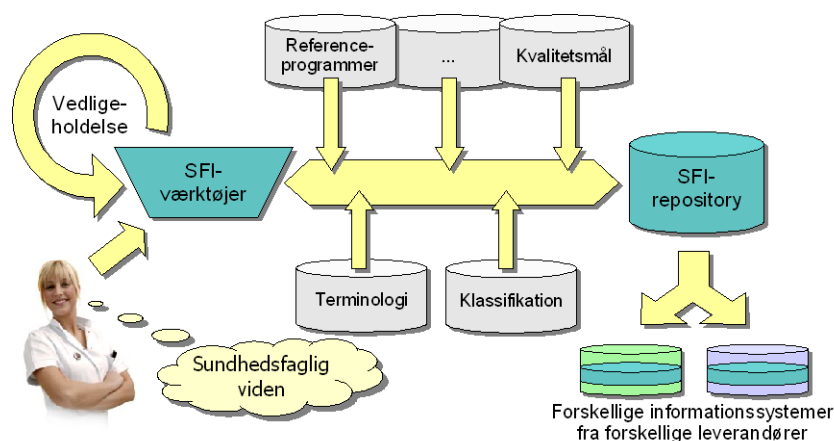 Reference-
programmer
...
Kvalitetsmål
Vedlige-
holdelse
SFI-
værktøjer
SFI-
repository
Terminologi
Klassifikation
Sundhedsfaglig
viden
Forskellige informationssystemer
fra forskellige leverandører